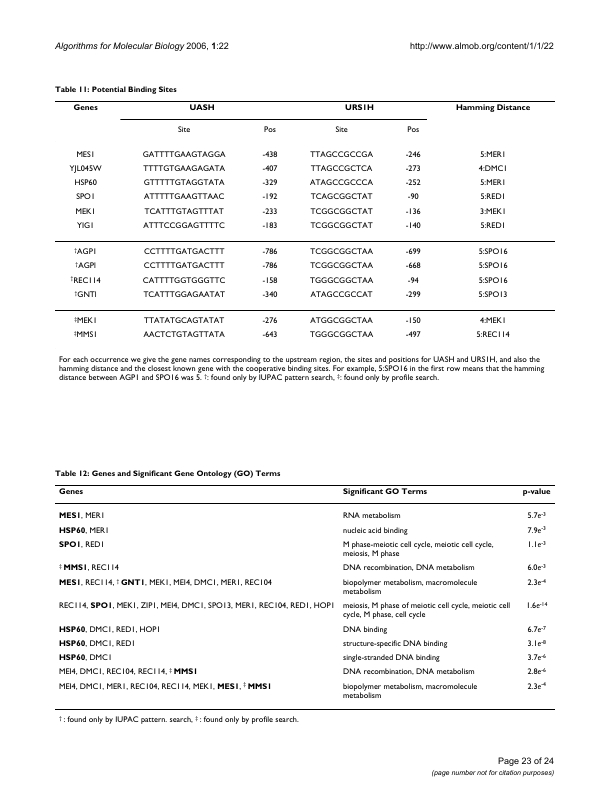 Algorithms for Molecular Biology 2006, 1:22 http://www.almob.org/content/1/1/22
Table 11: Potential Binding Sites
Genes UASH URS1H Hamming Distance
Site Pos Site Pos
MES1 GATTTTGAAGTAGGA -438 TTAGCCGCCGA -246 5:MER1
YJL045W TTTTGTGAAGAGATA -407 TTAGCCGCTCA -273 4:DMC1
HSP60 GTTTTTGTAGGTATA -329 ATAGCCGCCCA -252 5:MER1
SPO1 ATTTTTGAAGTTAAC -192 TCAGCGGCTAT -90 5:RED1
MEK1 TCATTTGTAGTTTAT -233 TCGGCGGCTAT -136 3:MEK1
YIG1 ATTTCCGGAGTTTTC -183 TCGGCGGCTAT -140 5:RED1
†AGP1 CCTTTTGATGACTTT -786 TCGGCGGCTAA -699 5:SPO16
†AGP1 CCTTTTGATGACTTT -786 TCGGCGGCTAA -668 5:SPO16
†REC114 CATTTTGGTGGGTTC -158 TGGGCGGCTAA -94 5:SPO16
†GNT1 TCATTTGGAGAATAT -340 ATAGCCGCCAT -299 5:SPO13
‡MEK1 TTATATGCAGTATAT -276 ATGGCGGCTAA -150 4:MEK1
‡MMS1 AACTCTGTAGTTATA -643 TGGGCGGCTAA -497 5:REC114
For each occurrence we give the gene names corresponding to the upstream region, the sites and positions for UASH and URS1H, and also the
hamming distance and the closest known gene with the cooperative binding sites. For example, 5:SPO16 in the first row means that the hamming
distance between AGP1 and SPO16 was 5. †: found only by IUPAC pattern search, ‡: found only by profile search.
Table 12: Genes and Significant Gene Ontology (GO) Terms
Genes Significant GO Terms p-value
MES1, MER1 RNA metabolism 5.7e-3
HSP60, MER1 nucleic acid binding 7.9e-3
SPO1, RED1 M phase-meiotic cell cycle, meiotic cell cycle, 1.1e-3
meiosis, M phase
‡ MMS1, REC114 DNA recombination, DNA metabolism 6.0e-3
MES1, REC114, † GNT1, MEK1, MEI4, DMC1, MER1, REC104 biopolymer metabolism, macromolecule 2.3e-4
metabolism
REC114, SPO1, MEK1, ZIP1, MEI4, DMC1, SPO13, MER1, REC104, RED1, HOP1 meiosis, M phase of meiotic cell cycle, meiotic cell 1.6e-14
cycle, M phase, cell cycle
HSP60, DMC1, RED1, HOP1 DNA binding 6.7e-7
HSP60, DMC1, RED1 structure-specific DNA binding 3.1e-8
HSP60, DMC1 single-stranded DNA binding 3.7e-6
MEI4, DMC1, REC104, REC114, ‡ MMS1 DNA recombination, DNA metabolism 2.8e-6
MEI4, DMC1, MER1, REC104, REC114, MEK1, MES1, ‡ MMS1 biopolymer metabolism, macromolecule 2.3e-4
metabolism
† : found only by IUPAC pattern. search, ‡ : found only by profile search.
Page 23 of 24
(page number not for citation purposes)